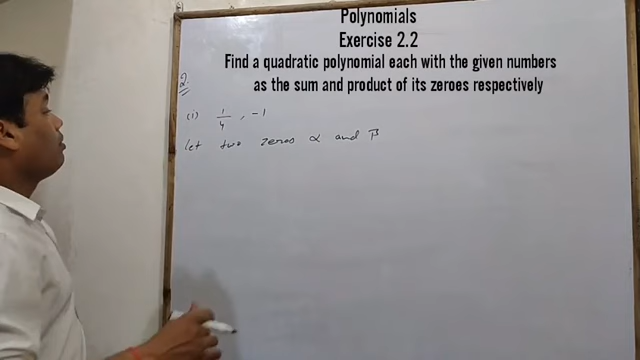 Polynomials
Exercise 2.2
Find a quadratic polynomial each with the given numbers
as the sum and product of its zeroes respectively
2.
(i) 1/4 , -1
Let two zeros α and β